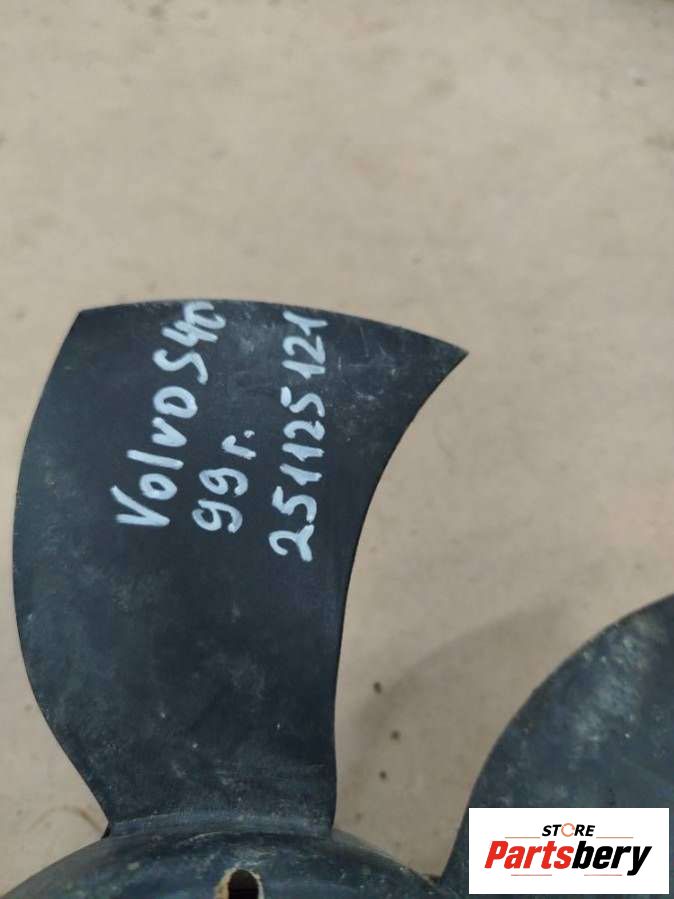 Volvo S40
99г.
251125121
STORE
Partsbery